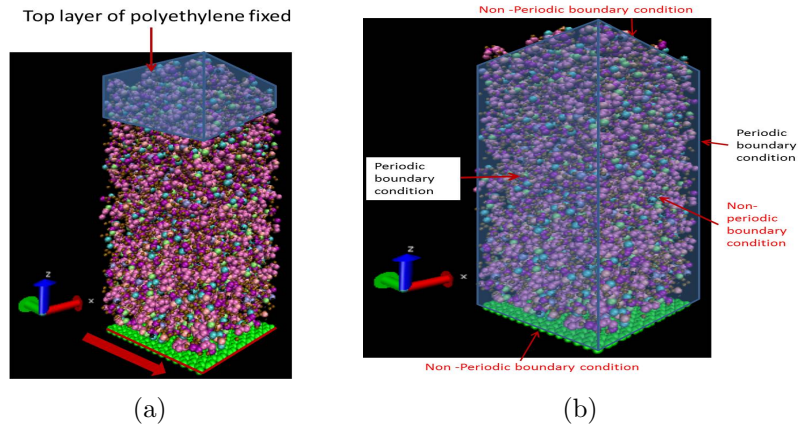 Top layer of polyethylene fixed
z
x
(a)
Non -Periodic boundary condition
Periodic
boundary
condition
Periodic
boundary
condition
Non-
periodic
boundary
condition
z
x
Non -Periodic boundary condition
(b)